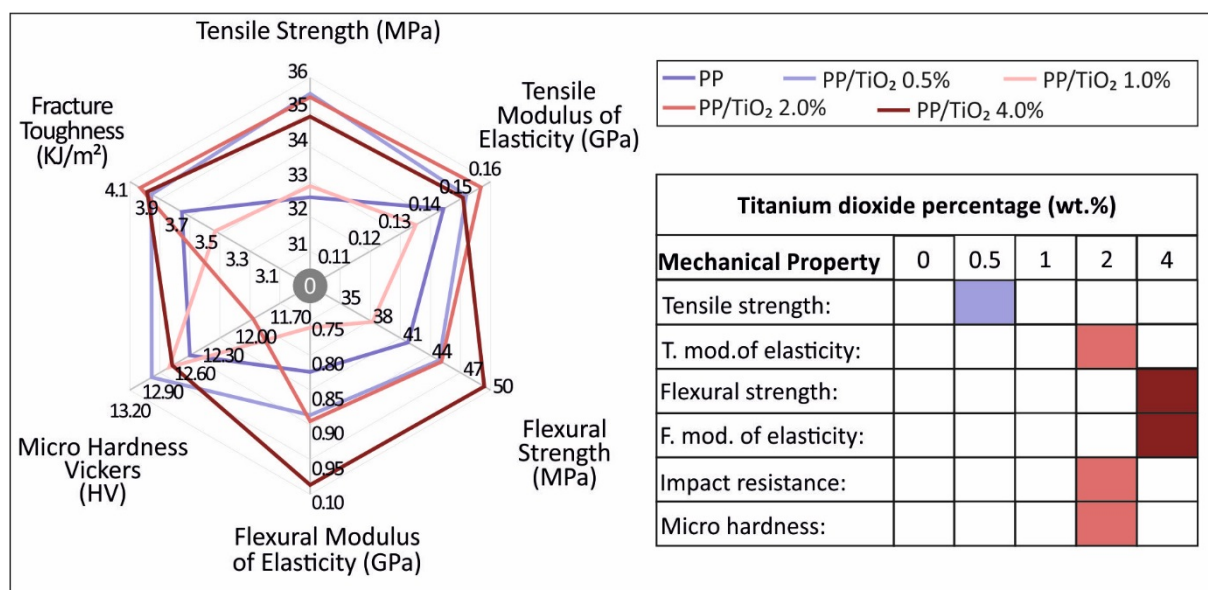 Tensile Strength (MPa)
36
35
34
33
32
31
Tensile
Modulus of
Elasticity (GPa)
0.16
0.15
0.14
0.13
0.12
0.11
Fracture
Toughness
(KJ/m²)
4.1
3.9
3.7
3.5
3.3
3.1
0
35
38
41
44
47
50
Flexural
Strength
(MPa)
11.70
12.00
12.30
12.60
12.90
13.20
Micro Hardness
Vickers
(HV)
0.75
0.80
0.85
0.90
0.95
0.10
Flexural Modulus
of Elasticity (GPa)
PP PP/TiO₂ 0.5% PP/TiO₂ 1.0%
PP/TiO₂ 2.0% PP/TiO₂ 4.0%
Titanium dioxide percentage (wt.%)
Mechanical Property 0 0.5 1 2 4
Tensile strength:
T. mod.of elasticity:
Flexural strength:
F. mod. of elasticity:
Impact resistance:
Micro hardness: